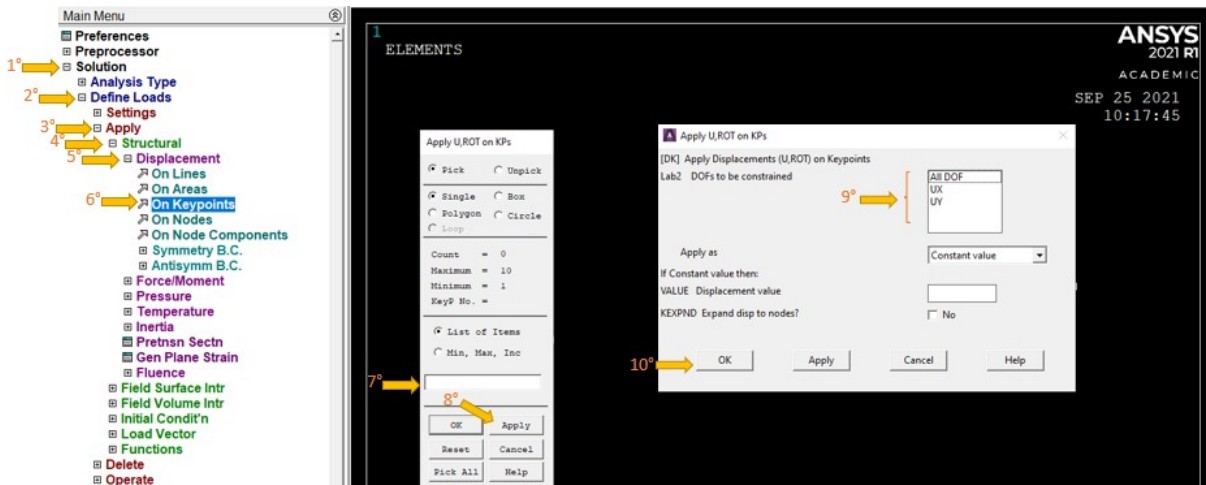 Main Menu
Preferences
Preprocessor
1° Solution
Analysis Type
2° Define Loads
Settings
3° Apply
4° Structural
5° Displacement
On Lines
On Areas
6° On Keypoints
On Nodes
On Node Components
Symmetry B.C.
Antisymm B.C.
Force/Moment
Pressure
Temperature
Inertia
Pretnsn Sectn
Gen Plane Strain
Fluence
Field Surface Intr
Field Volume Intr
Initial Condit'n
Load Vector
Functions
Delete
Operate
1
ELEMENTS
ANSYS
2021 R1
ACADEMIC
SEP 25 2021
10:17:45
Apply U,ROT on KPs
Pick Unpick
Single Box
Polygon Circle
Loop
Count = 0
Maximum = 10
Minimum = 1
KeyP No. =
List of Items
Min, Max, Inc
7°
8°
OK Apply
Reset Cancel
Pick All Help
Apply U,ROT on KPs
[DK] Apply Displacements (U,ROT) on Keypoints
Lab2 DOFs to be constrained
9°
All DOF
UX
UY
Apply as Constant value
If Constant value then:
VALUE Displacement value
KEXPND Expand disp to nodes? No
10° OK Apply Cancel Help